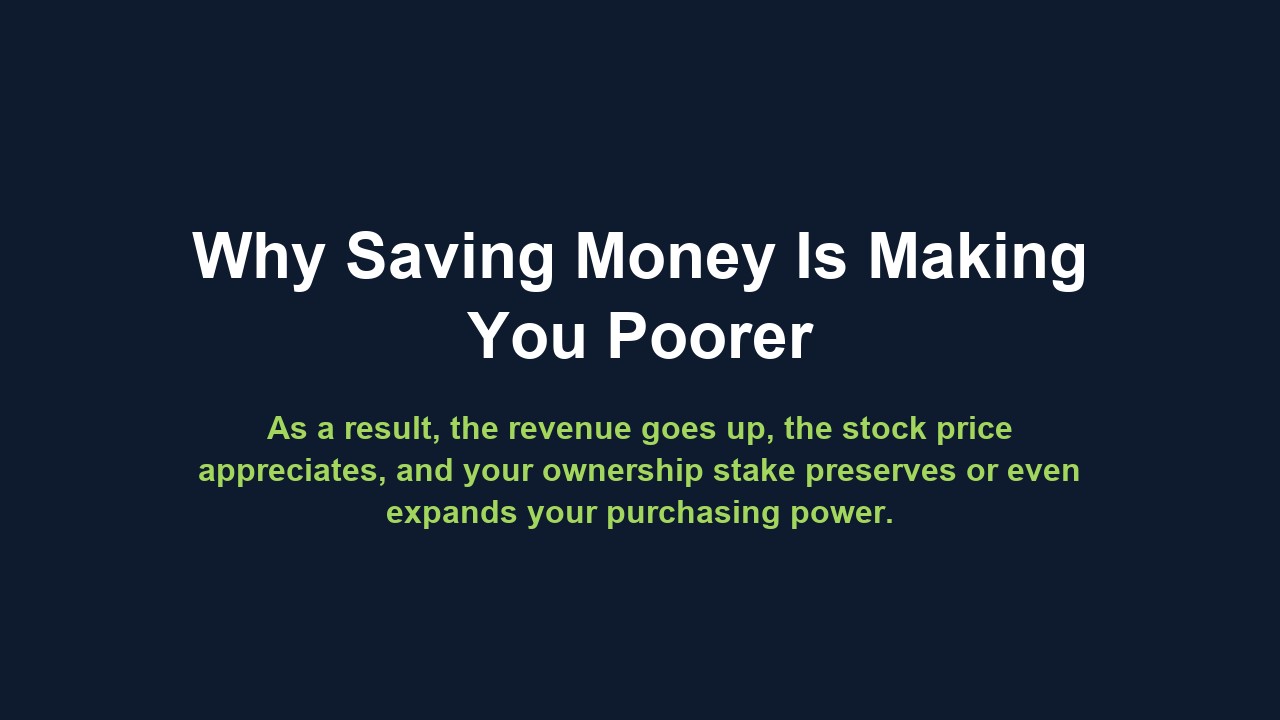 Why Saving Money Is Making
You Poorer
As a result, the revenue goes up, the stock price
appreciates, and your ownership stake preserves or even
expands your purchasing power.